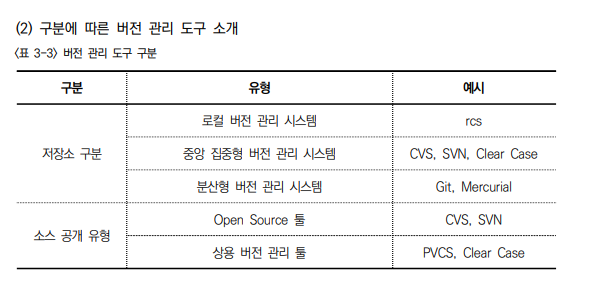 (2) 구분에 따른 버전 관리 도구 소개
<표 3-3> 버전 관리 도구 구분
구분 유형 예시
저장소 구분
로컬 버전 관리 시스템 rcs
중앙 집중형 버전 관리 시스템 CVS, SVN, Clear Case
분산형 버전 관리 시스템 Git, Mercurial
소스 공개 유형
Open Source 툴 CVS, SVN
상용 버전 관리 툴 PVCS, Clear Case